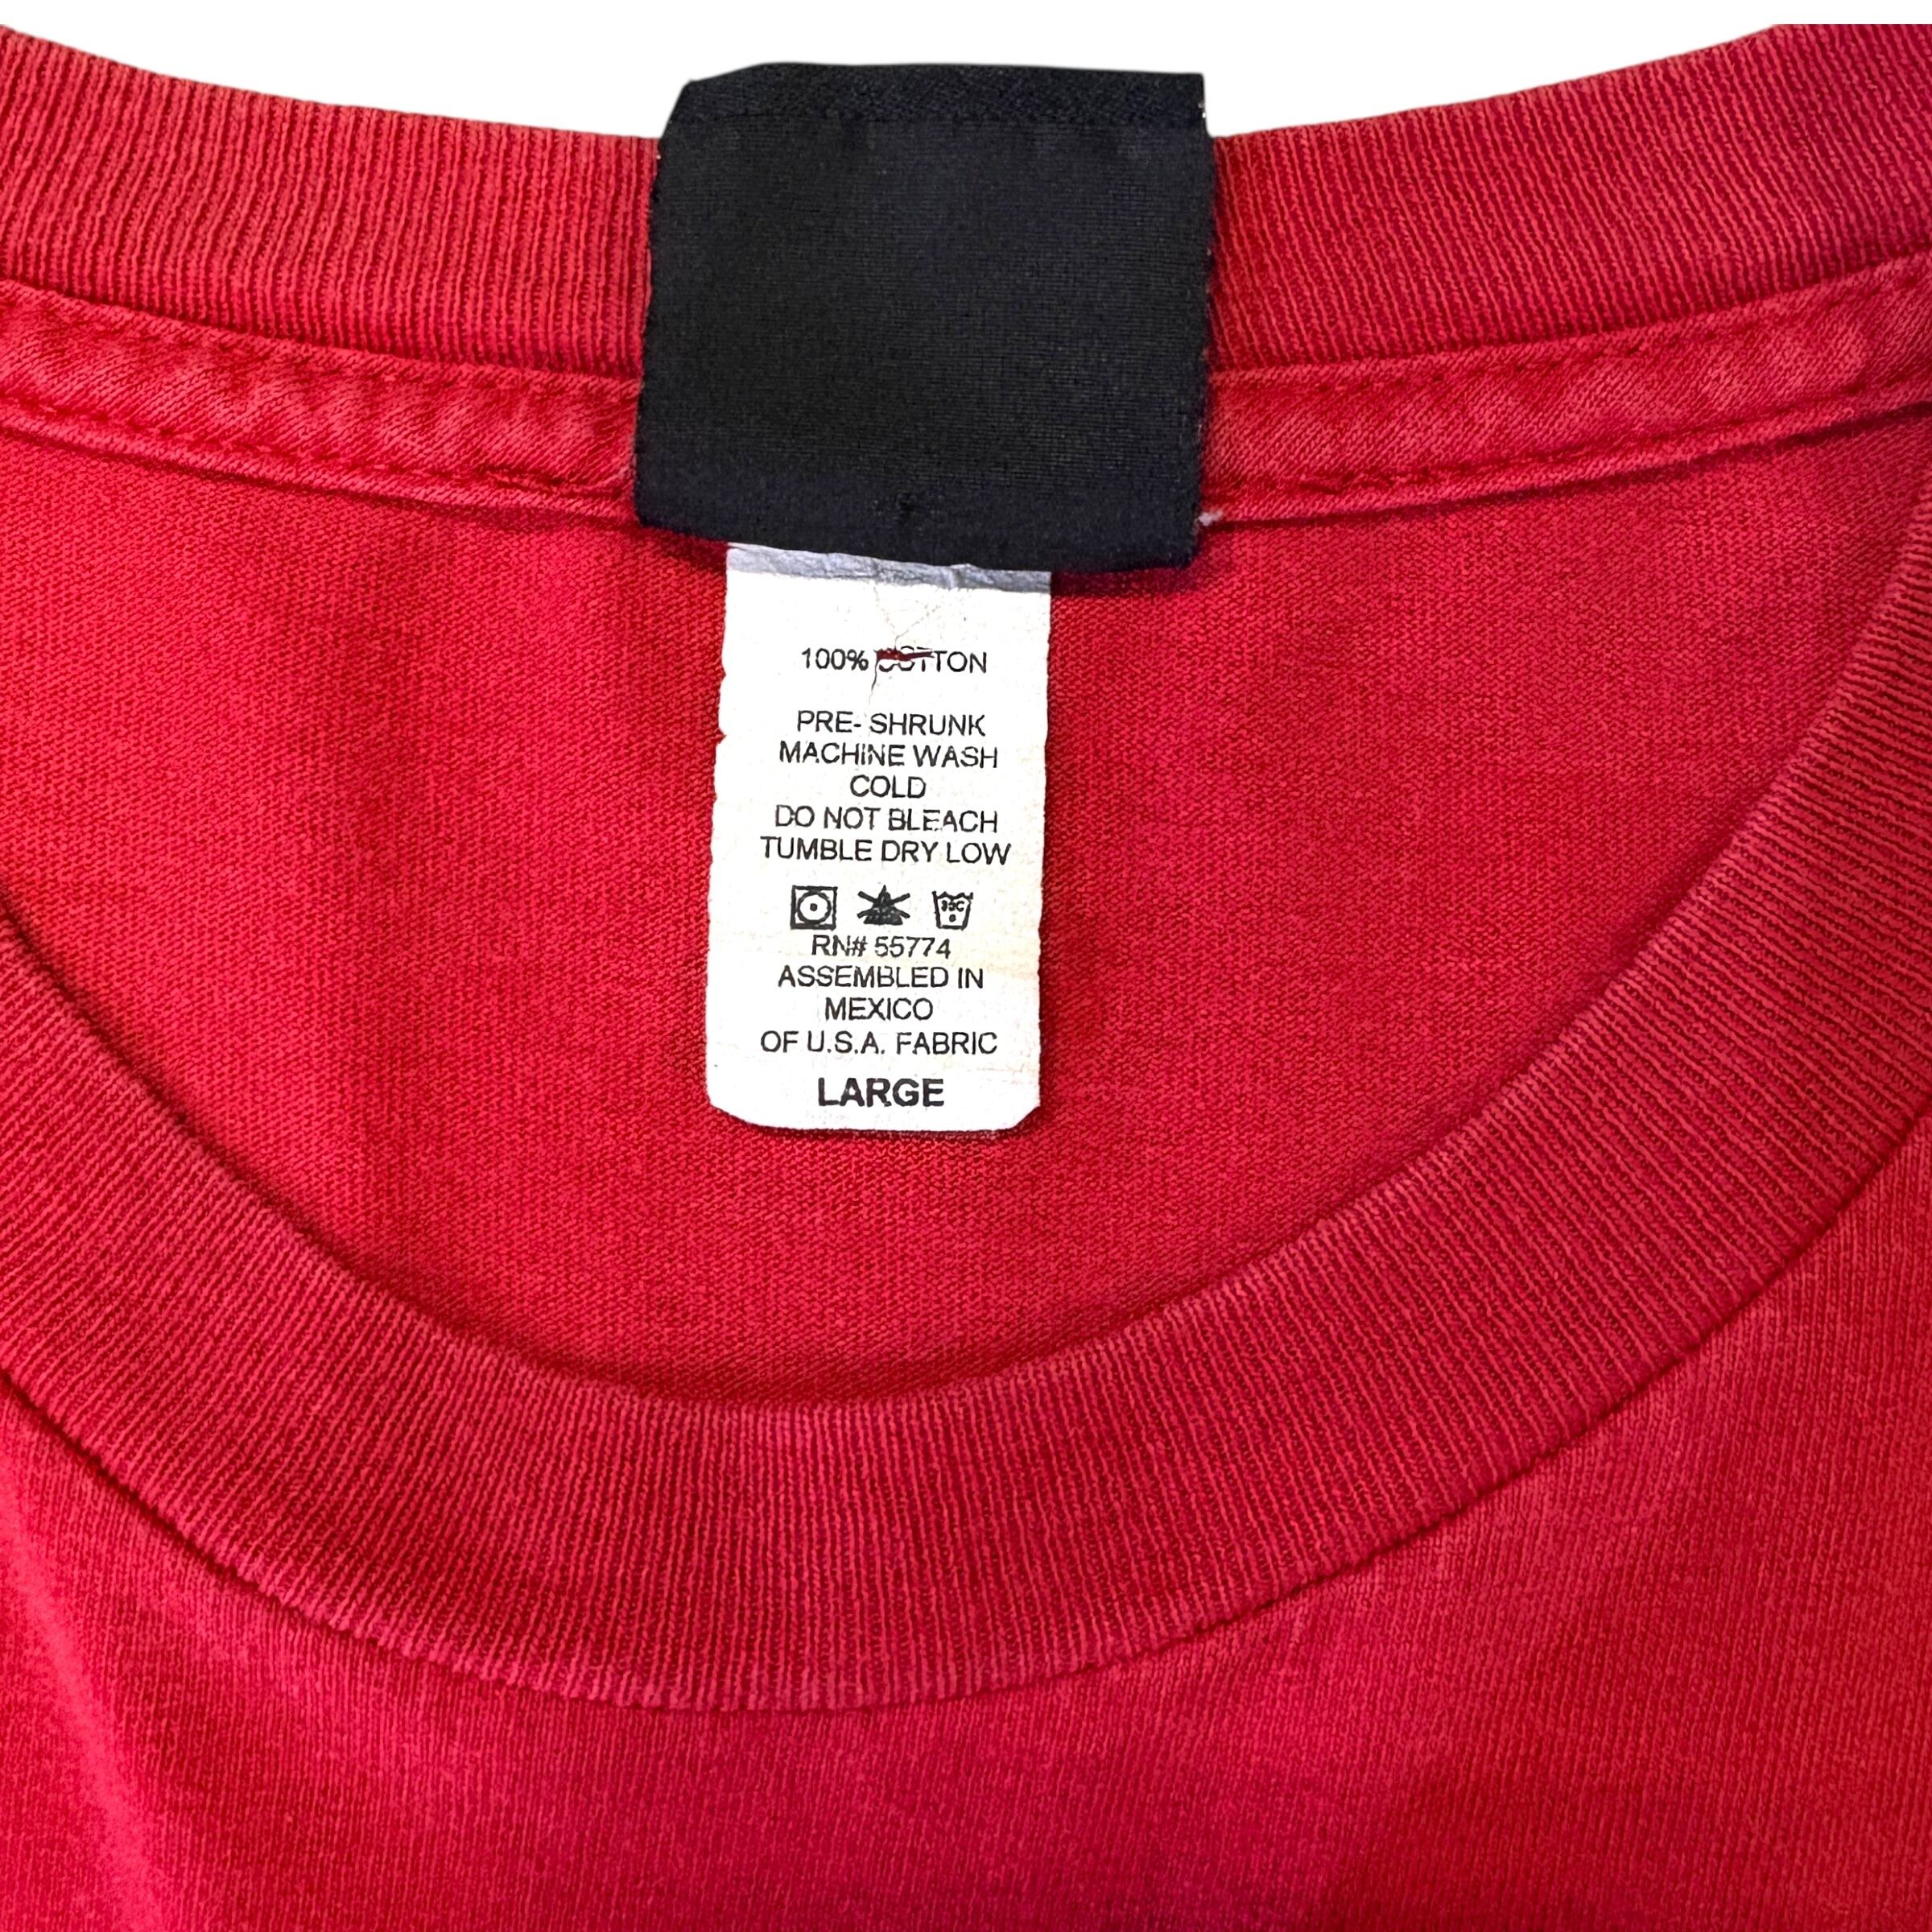 100% COTTON
PRE- SHRUNK
MACHINE WASH
COLD
DO NOT BLEACH
TUMBLE DRY LOW
RN# 55774
ASSEMBLED IN
MEXICO
OF U.S.A. FABRIC
LARGE